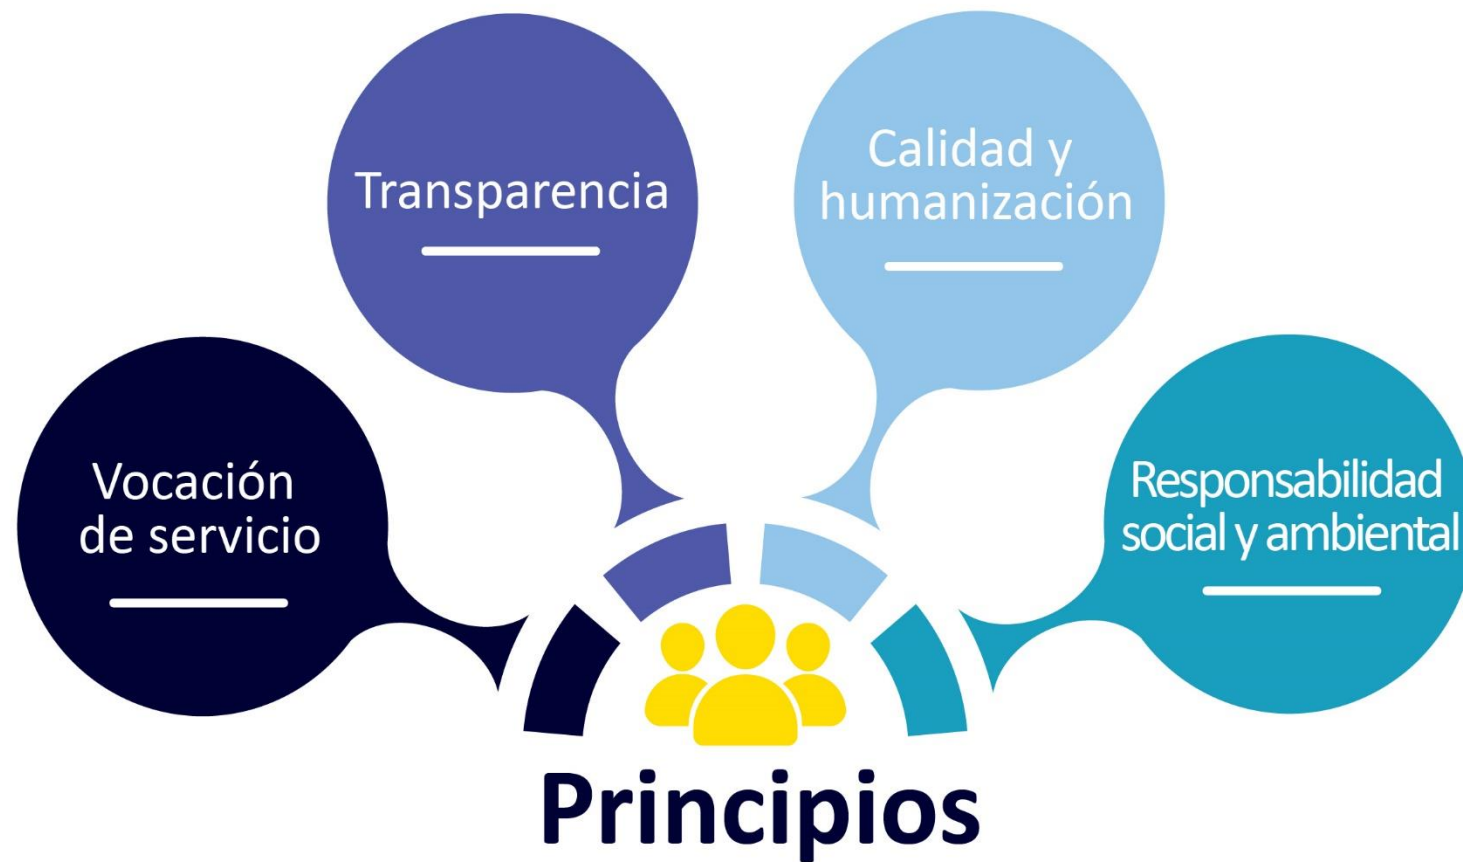 Transparencia
Calidad y
humanización
Vocación
de servicio
Responsabilidad
social y ambiental
Principios